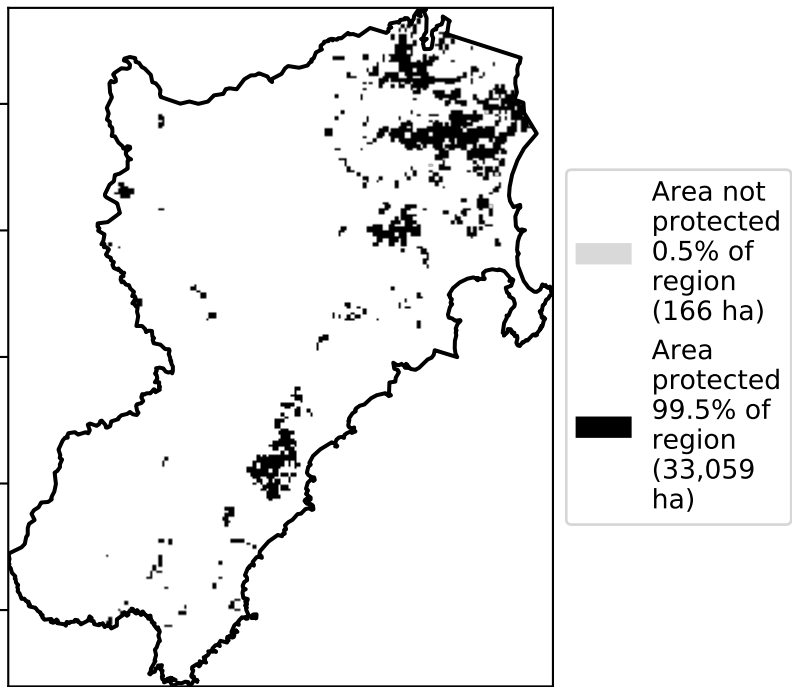 Area not
protected
0.5% of
region
(166 ha)
Area
protected
99.5% of
region
(33,059
ha)